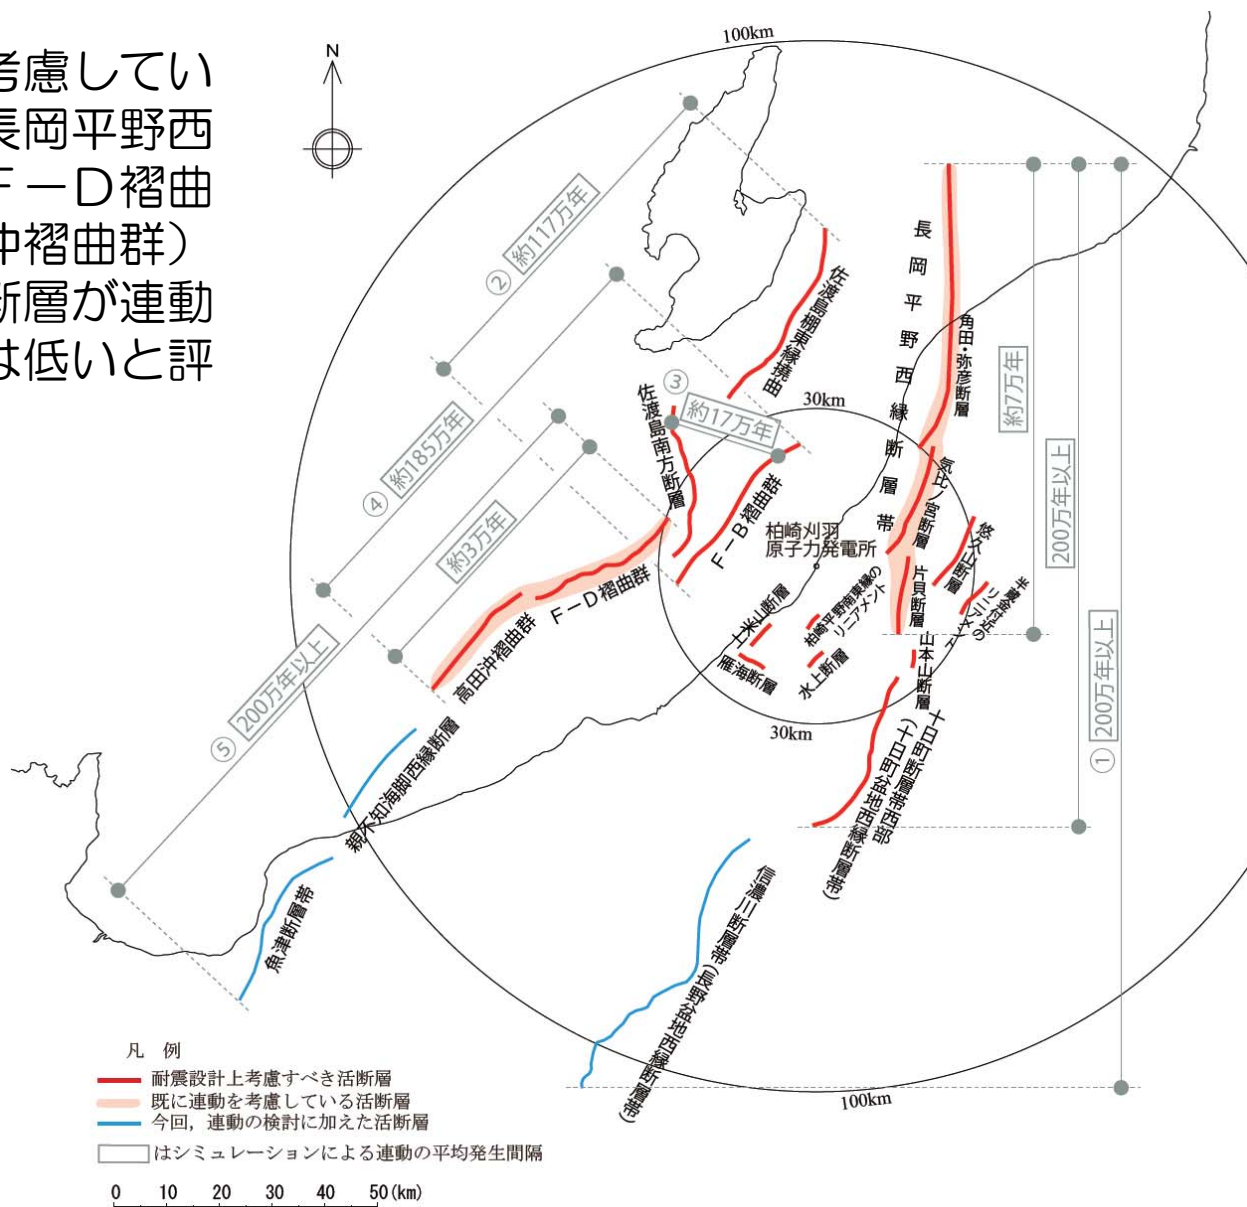 考慮してい
長岡平野西
F－D褶曲
沖褶曲群）
断層が連動
は低いと評
N
100km
② 約117万年
④ 約185万年
約3万年
⑤ 200万年以上
③ 約17万年
30km
佐渡島棚東縁撓曲
佐渡島南方断層
F－B褶曲群
F－D褶曲群
高田沖褶曲群
親不知海脚西縁断層
魚津断層帯
長岡平野西縁断層帯
角田・弥彦断層
気比ノ宮断層
片貝断層
悠久山断層
半蔵金付近の
リニアメント
柏崎刈羽
原子力発電所
上米山断層
雁海断層
柏崎平野南東縁の
リニアメント
水上断層
山本山断層
十日町断層帯西部
(十日町盆地西縁断層帯)
信濃川断層帯(長野盆地西縁断層帯)
約7万年
200万年以上
① 200万年以上
30km
100km
凡 例
耐震設計上考慮すべき活断層
既に連動を考慮している活断層
今回，連動の検討に加えた活断層
はシミュレーションによる連動の平均発生間隔
0 10 20 30 40 50(km)